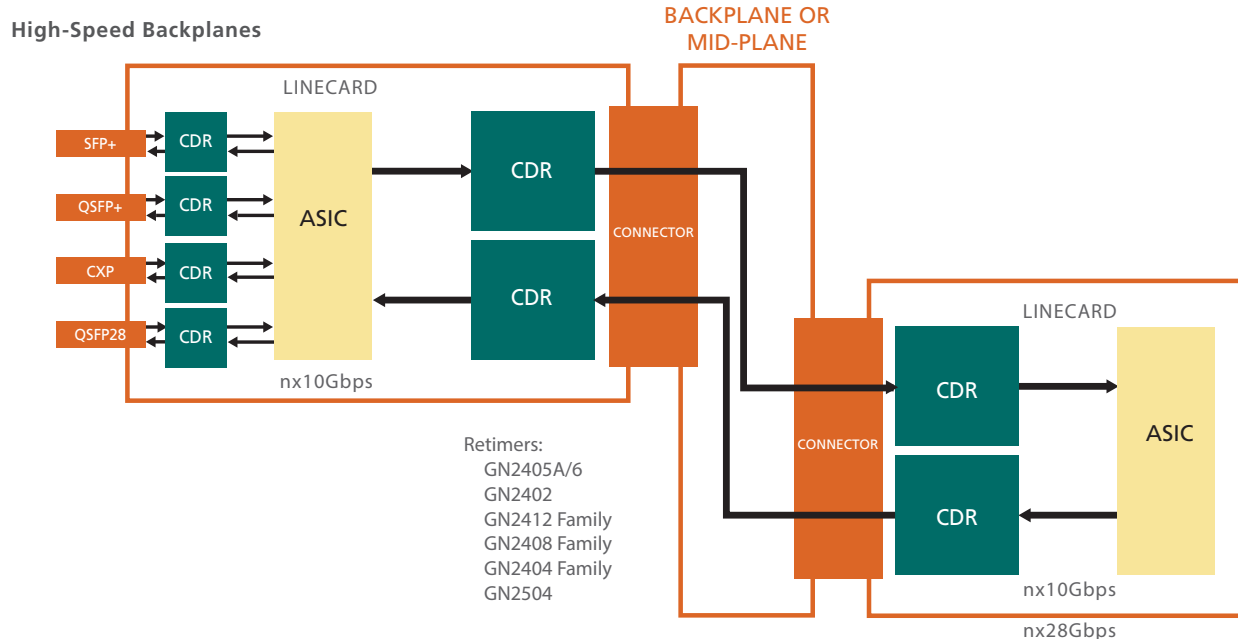 High-Speed Backplanes
BACKPLANE OR
MID-PLANE
LINECARD
SFP+
CDR
QSFP+
CDR
CXP
CDR
QSFP28
CDR
ASIC
nx10Gbps
CDR
CDR
CONNECTOR
Retimers:
GN2405A/6
GN2402
GN2412 Family
GN2408 Family
GN2404 Family
GN2504
CONNECTOR
LINECARD
CDR
CDR
ASIC
nx10Gbps
nx28Gbps